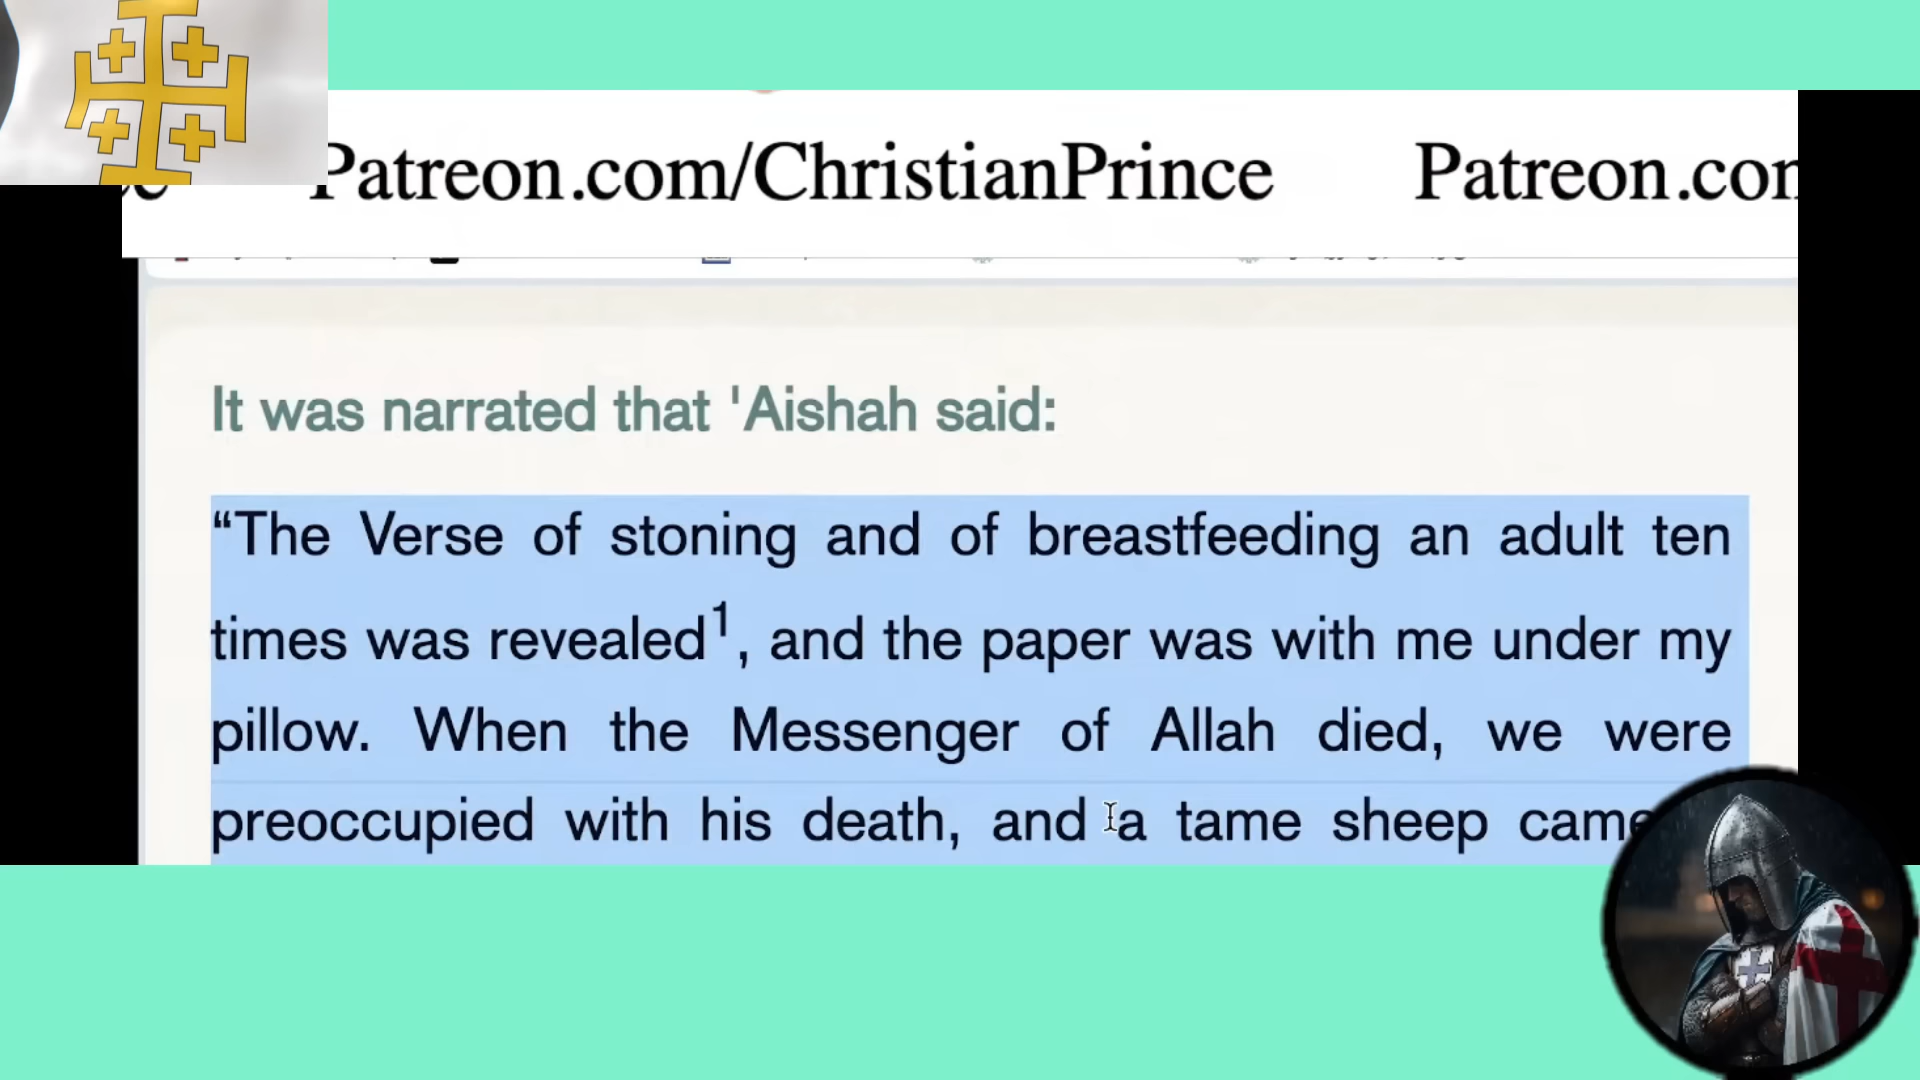 Patreon.com/ChristianPrince
It was narrated that 'Aishah said:
“The Verse of stoning and of breastfeeding an adult ten
times was revealed¹, and the paper was with me under my
pillow. When the Messenger of Allah died, we were
preoccupied with his death, and a tame sheep came